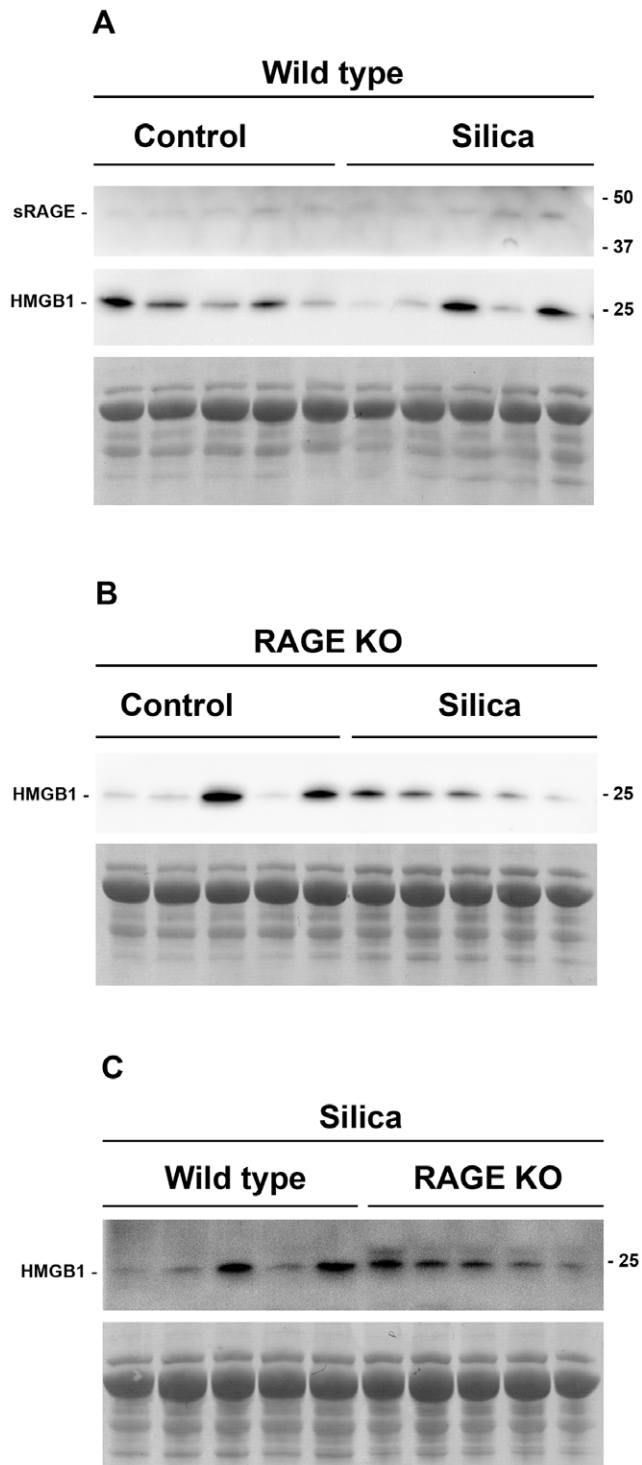 A
Wild type
Control Silica
sRAGE - - 50
- 37
HMGB1 - - 25
B
RAGE KO
Control Silica
HMGB1 - - 25
C
Silica
Wild type RAGE KO
HMGB1 - - 25